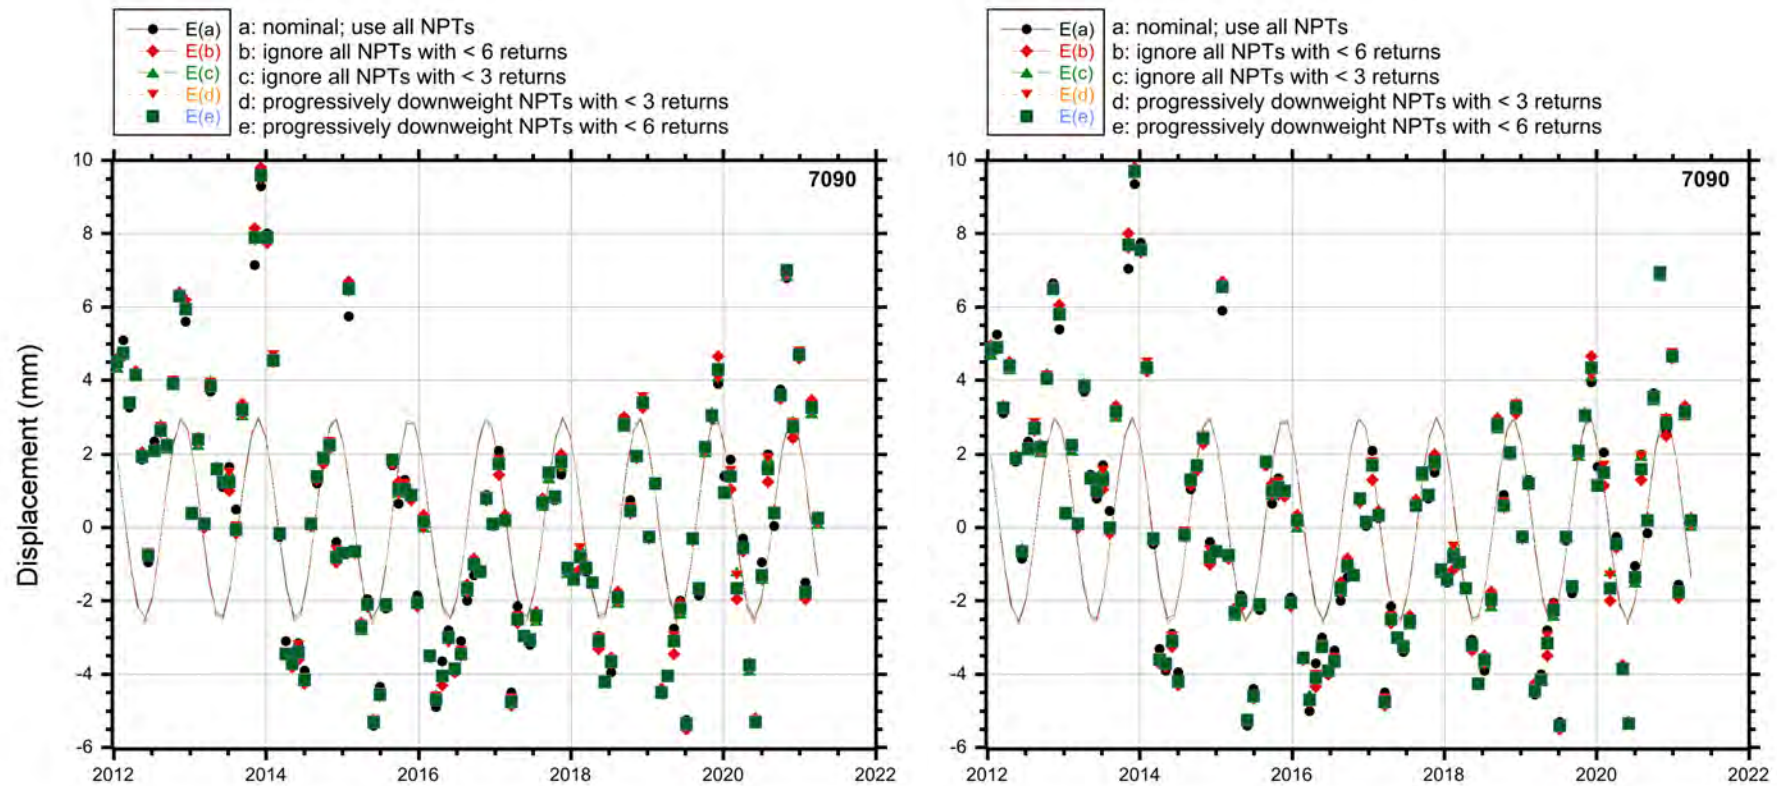 E(a) a: nominal; use all NPTs
E(b) b: ignore all NPTs with < 6 returns
E(c) c: ignore all NPTs with < 3 returns
E(d) d: progressively downweight NPTs with < 3 returns
E(e) e: progressively downweight NPTs with < 6 returns
7090
Displacement (mm)
10
8
6
4
2
0
-2
-4
-6
2012 2014 2016 2018 2020 2022
E(a) a: nominal; use all NPTs
E(b) b: ignore all NPTs with < 6 returns
E(c) c: ignore all NPTs with < 3 returns
E(d) d: progressively downweight NPTs with < 3 returns
E(e) e: progressively downweight NPTs with < 6 returns
7090
10
8
6
4
2
0
-2
-4
-6
2012 2014 2016 2018 2020 2022